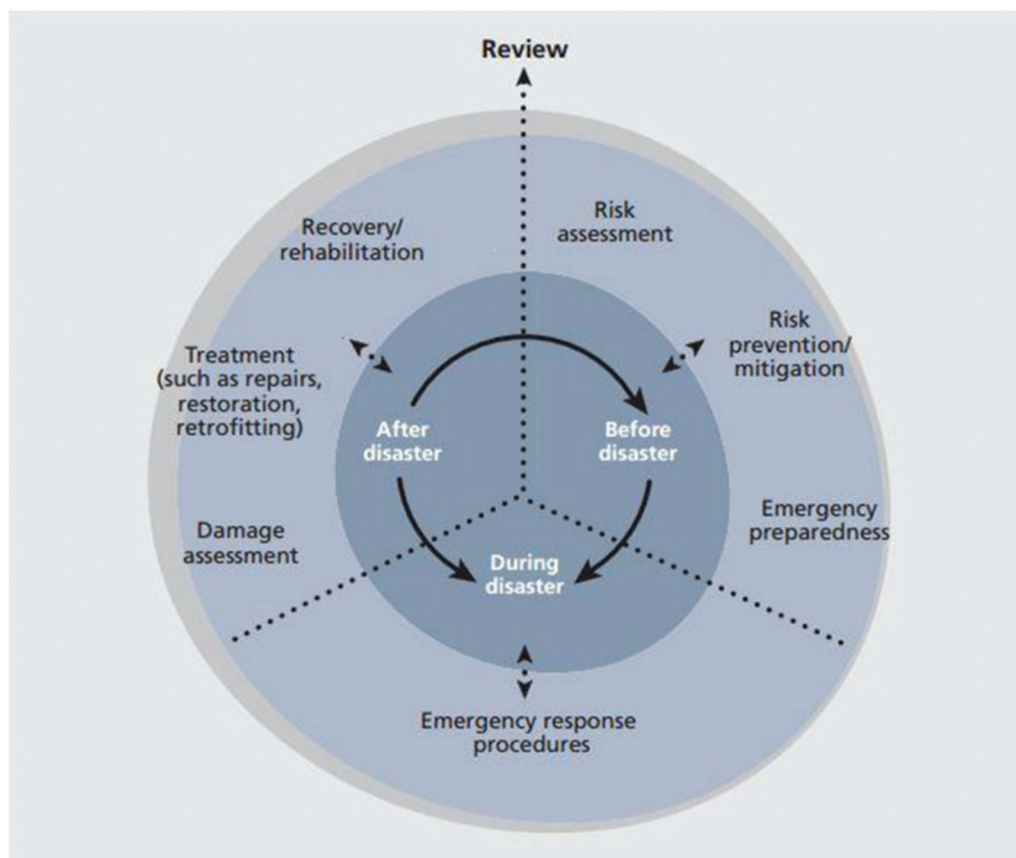 Review
Risk
assessment
Risk
prevention/
mitigation
Emergency
preparedness
Emergency response
procedures
Damage
assessment
Treatment
(such as repairs,
restoration,
retrofitting)
Recovery/
rehabilitation
After
disaster
Before
disaster
During
disaster